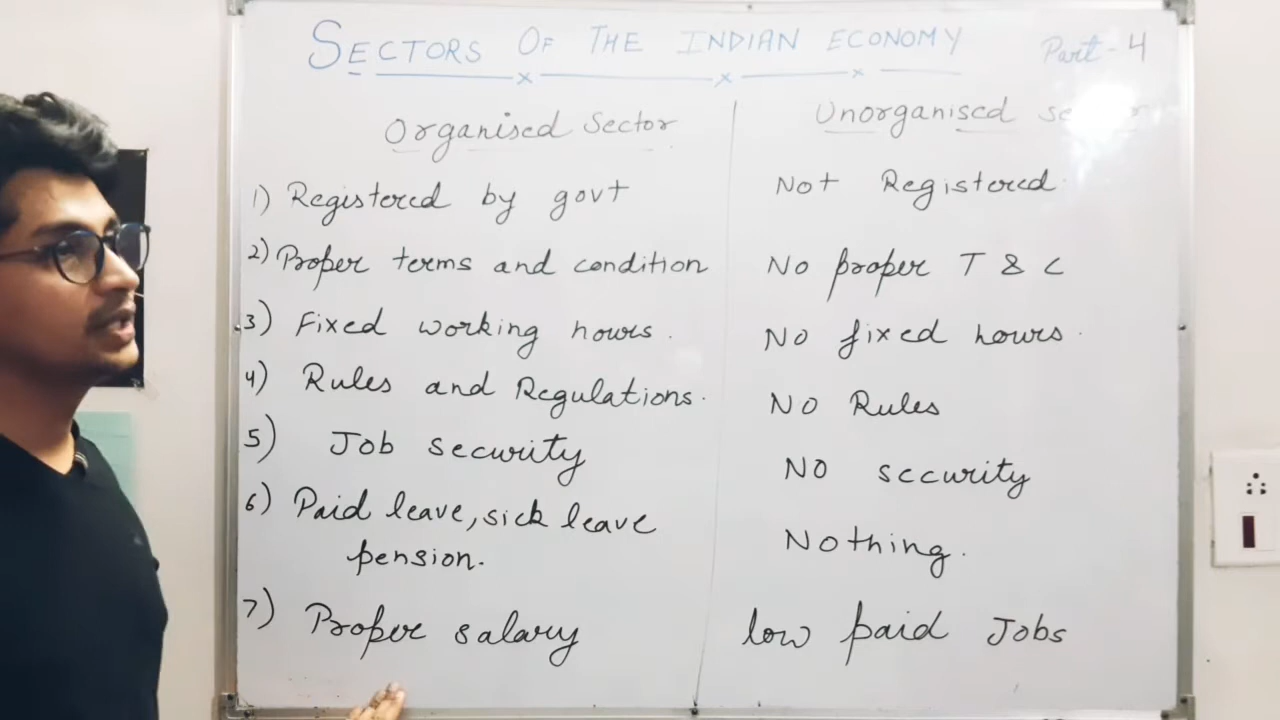 SECTORS OF THE INDIAN ECONOMY Part - 4
Organised Sector
Unorganised
1) Registered by govt
Not Registered
2) Proper terms and condition
No proper T & C
3) Fixed working hours.
No fixed hours.
4) Rules and Regulations.
No Rules
5) Job security
No security
6) Paid leave, sick leave
pension.
Nothing.
7) Proper salary
low paid Jobs